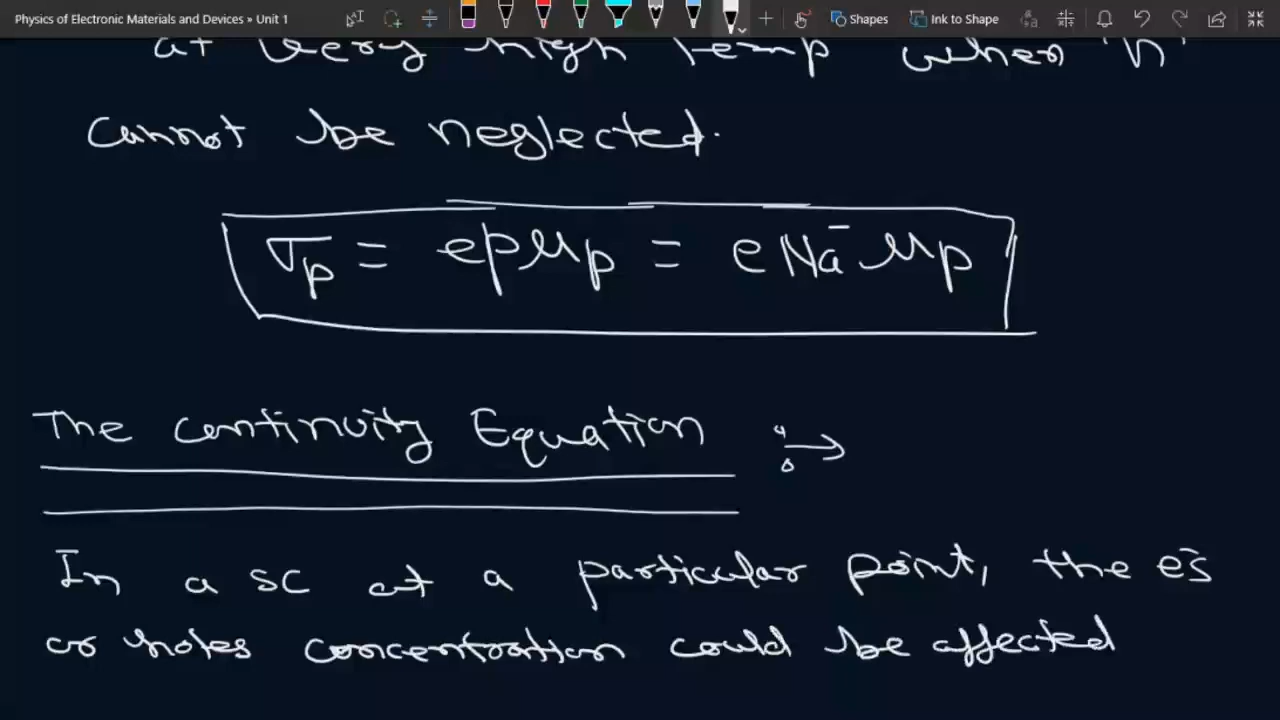 Physics of Electronic Materials and Devices » Unit 1
Shapes
Ink to Shape
at very high temp when 'n'
cannot be neglected.
σp = epμp = eNa⁻μp
The continuity Equation :→
In a SC at a particular point, the e⁻s
or holes concentration could be affected